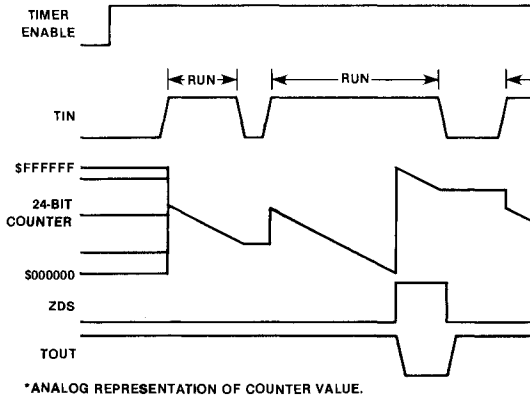 TIMER
ENABLE
RUN
RUN
TIN
$FFFFFF
24-BIT
COUNTER
$000000
ZDS
TOUT
*ANALOG REPRESENTATION OF COUNTER VALUE.